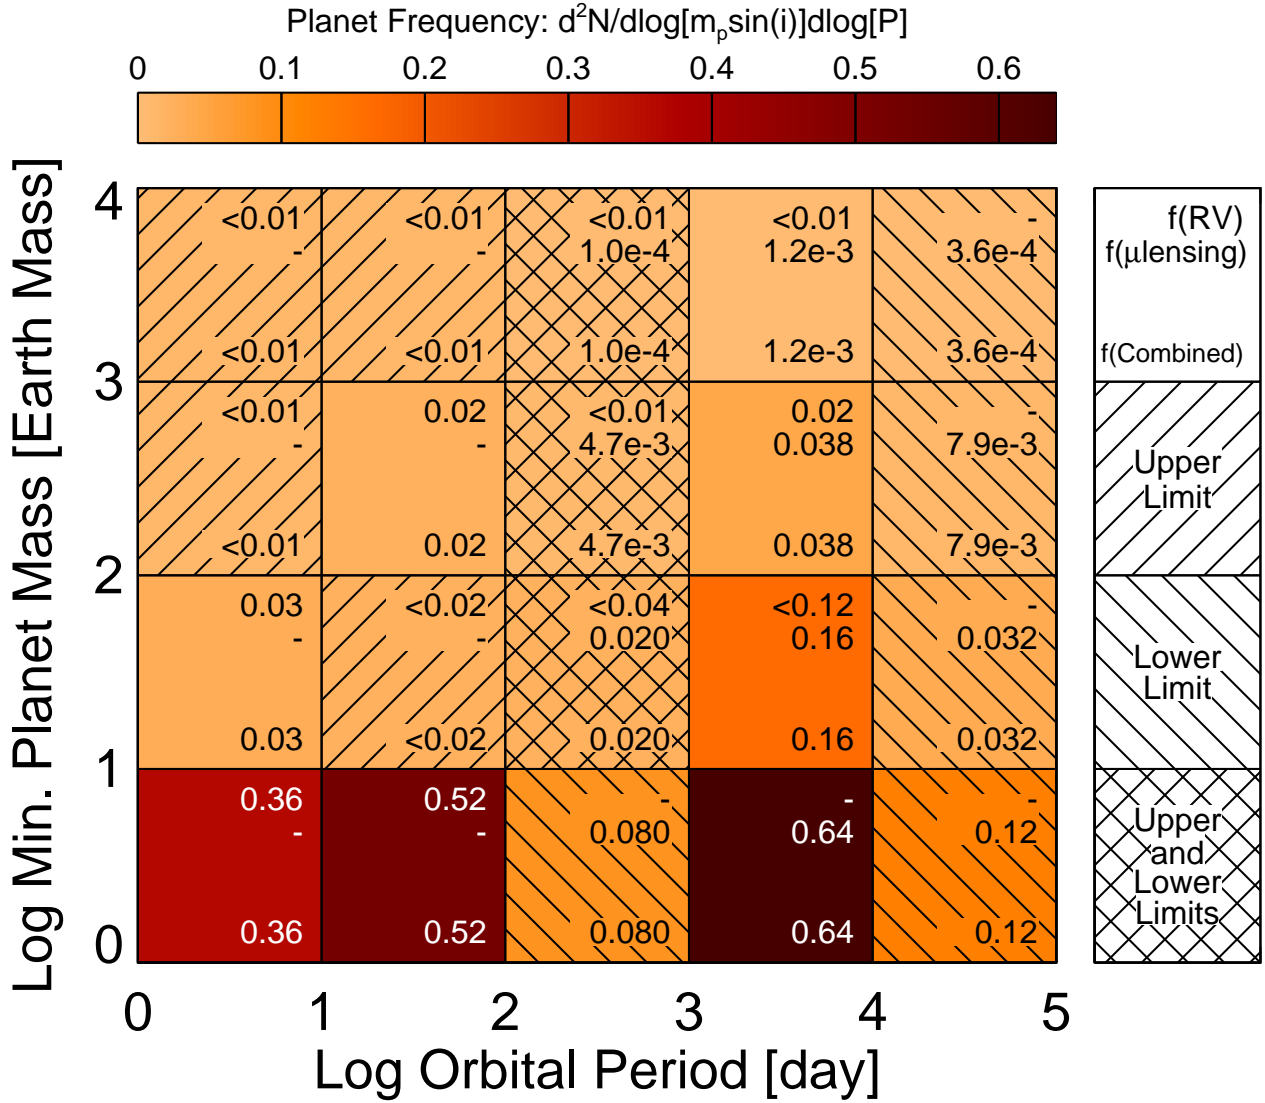 Planet Frequency: d²N/dlog[mₚsin(i)]dlog[P]
0 0.1 0.2 0.3 0.4 0.5 0.6
Log Min. Planet Mass [Earth Mass]
4
<0.01 <0.01 <0.01 <0.01 - f(RV)
- - 1.0e-4 1.2e-3 3.6e-4 f(μlensing)
<0.01 <0.01 1.0e-4 1.2e-3 3.6e-4 f(Combined)
3
<0.01 0.02 <0.01 0.02 -
- - 4.7e-3 0.038 7.9e-3
Upper
Limit
<0.01 0.02 4.7e-3 0.038 7.9e-3
2
0.03 <0.02 <0.04 <0.12 -
- - 0.020 0.16 0.032
Lower
Limit
0.03 <0.02 0.020 0.16 0.032
1
0.36 0.52 - - -
- - 0.080 0.64 0.12
Upper
and
Lower
Limits
0.36 0.52 0.080 0.64 0.12
0
0 1 2 3 4 5
Log Orbital Period [day]